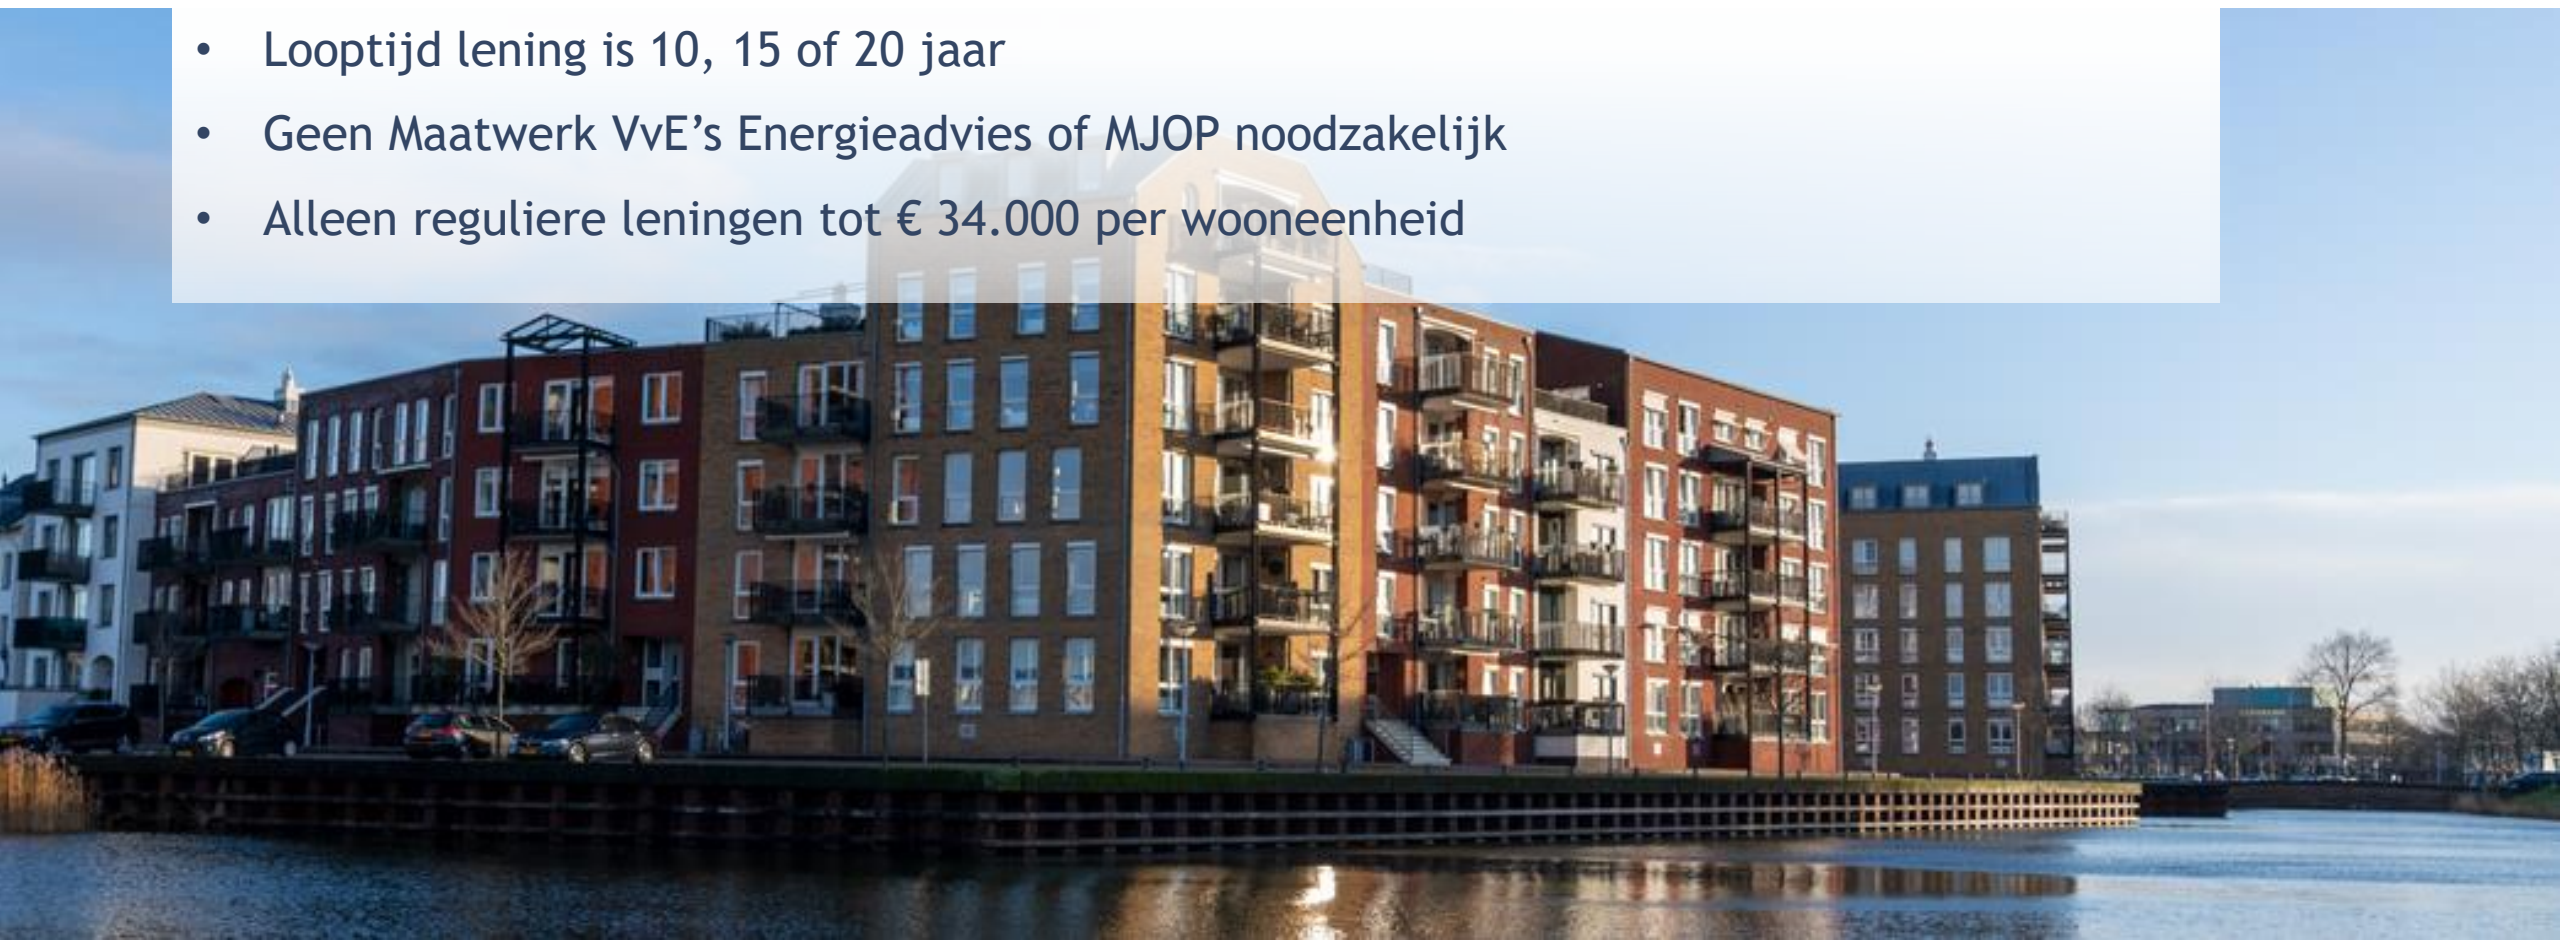 • Looptijd lening is 10, 15 of 20 jaar
• Geen Maatwerk VvE’s Energieadvies of MJOP noodzakelijk
• Alleen reguliere leningen tot € 34.000 per wooneenheid